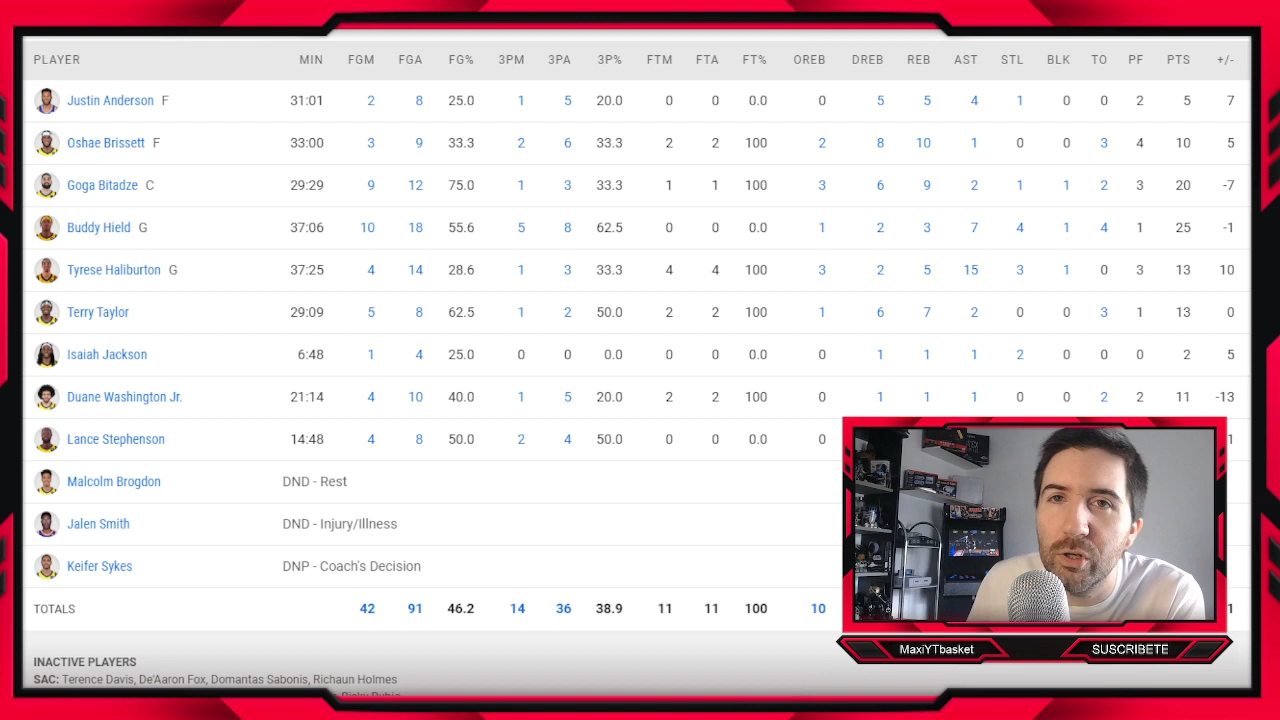 PLAYER MIN FGM FGA FG% 3PM 3PA 3P% FTM FTA FT% OREB DREB REB AST STL BLK TO PF PTS +/-
Justin Anderson F 31:01 2 8 25.0 1 5 20.0 0 0 0.0 0 5 5 4 1 0 0 2 5 7
Oshae Brissett F 33:00 3 9 33.3 2 6 33.3 2 2 100 2 8 10 1 0 0 3 4 10 5
Goga Bitadze C 29:29 9 12 75.0 1 3 33.3 1 1 100 3 6 9 2 1 1 2 3 20 -7
Buddy Hield G 37:06 10 18 55.6 5 8 62.5 0 0 0.0 1 2 3 7 4 1 4 1 25 -1
Tyrese Haliburton G 37:25 4 14 28.6 1 3 33.3 4 4 100 3 2 5 15 3 1 0 3 13 10
Terry Taylor 29:09 5 8 62.5 1 2 50.0 2 2 100 1 6 7 2 0 0 3 1 13 0
Isaiah Jackson 6:48 1 4 25.0 0 0 0.0 0 0 0.0 0 1 1 1 2 0 0 0 2 5
Duane Washington Jr. 21:14 4 10 40.0 1 5 20.0 2 2 100 0 1 1 1 0 0 2 2 11 -13
Lance Stephenson 14:48 4 8 50.0 2 4 50.0 0 0 0.0 0 1
Malcolm Brogdon DND - Rest
Jalen Smith DND - Injury/Illness
Keifer Sykes DNP - Coach's Decision
TOTALS 42 91 46.2 14 36 38.9 11 11 100 10 1
MaxiYTbasket SUSCRIBETE
INACTIVE PLAYERS
SAC: Terence Davis, De'Aaron Fox, Domantas Sabonis, Richaun Holmes